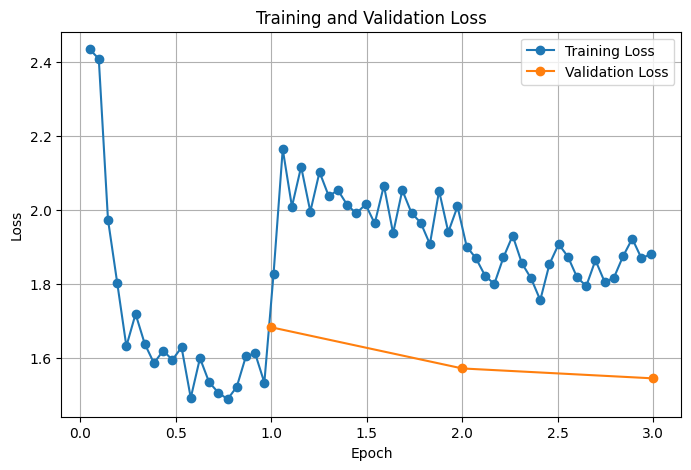 Training and Validation Loss
Training Loss
Validation Loss
2.4
2.2
2.0
1.8
1.6
Loss
0.0 0.5 1.0 1.5 2.0 2.5 3.0
Epoch